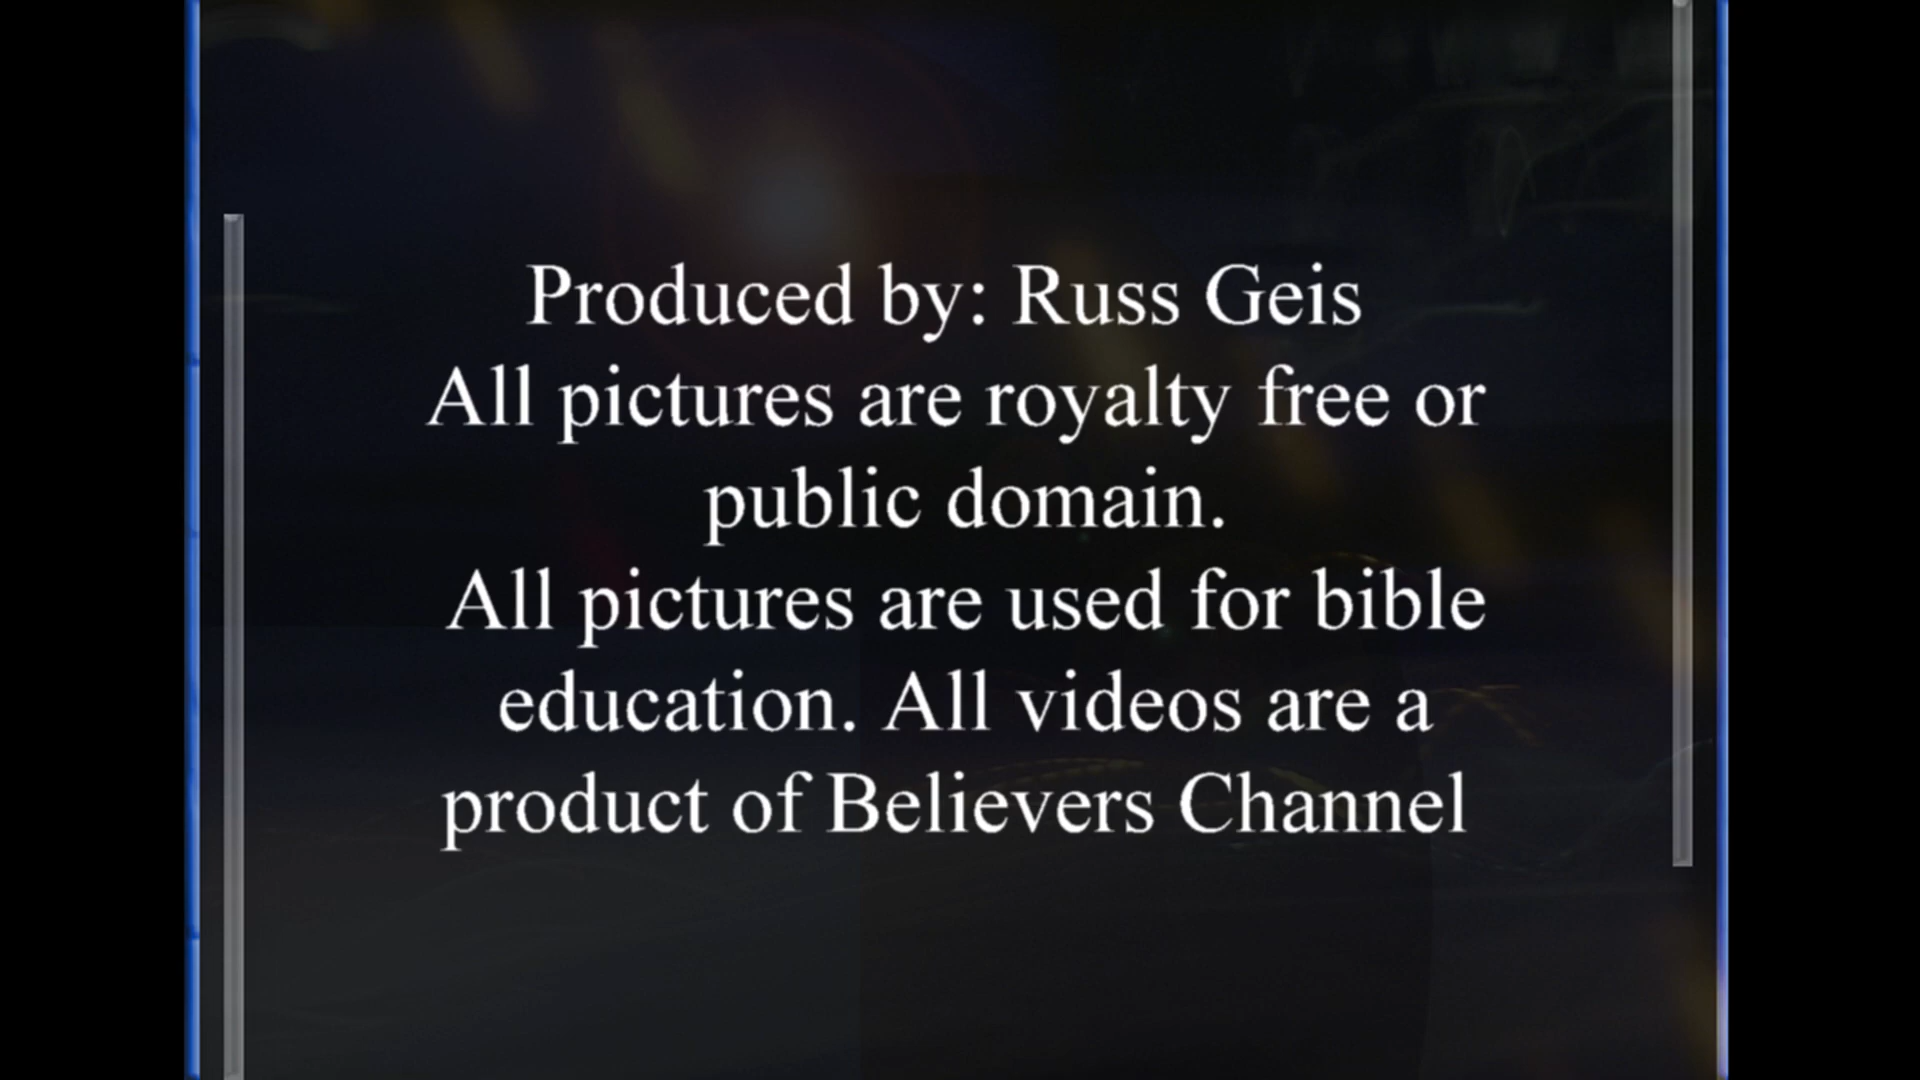 Produced by: Russ Geis
All pictures are royalty free or
public domain.
All pictures are used for bible
education. All videos are a
product of Believers Channel